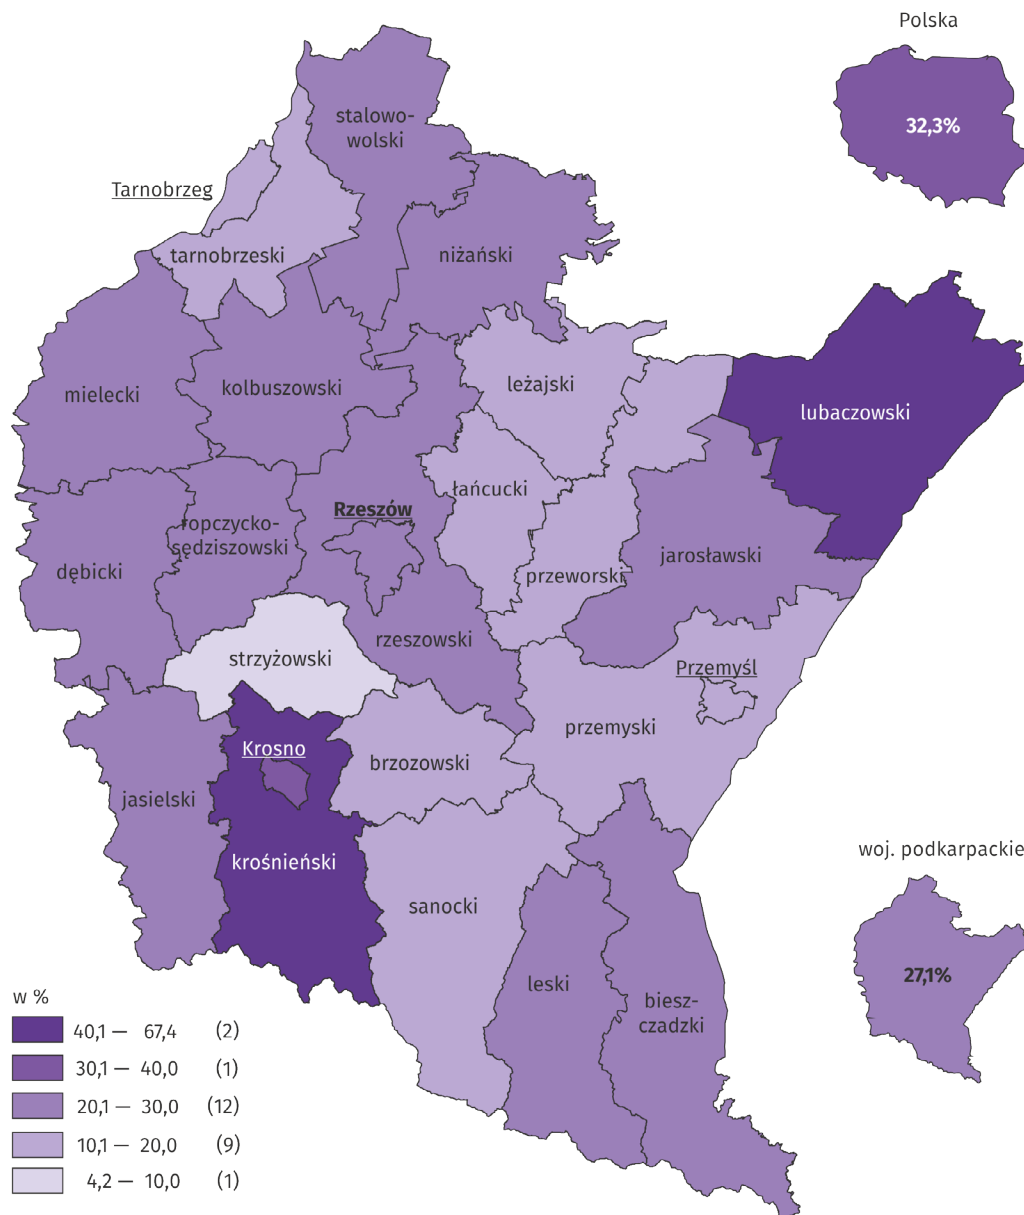 Polska
32,3%
stalowo-
wolski
Tarnobrzeg
tarnobrzeski
niżański
mielecki
kolbuszowski
leżajski
lubaczowski
łańcucki
Rzeszów
ropczycko-
sędziszowski
dębicki
przeworski
jarosławski
strzyżowski
rzeszowski
Przemyśl
przemyski
Krosno
brzozowski
jasielski
krośnieński
sanocki
leski
biesz-
czadzki
woj. podkarpackie
27,1%
w %
40,1 — 67,4 (2)
30,1 — 40,0 (1)
20,1 — 30,0 (12)
10,1 — 20,0 (9)
4,2 — 10,0 (1)